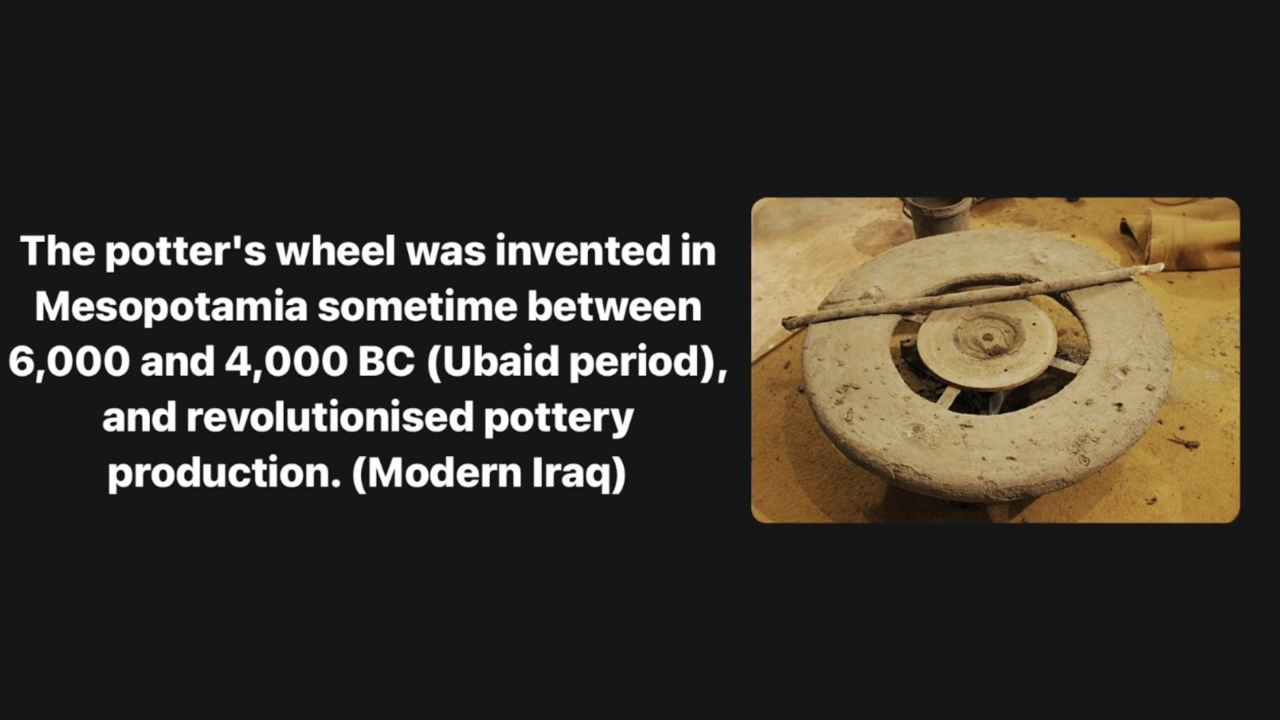 The potter's wheel was invented in
Mesopotamia sometime between
6,000 and 4,000 BC (Ubaid period),
and revolutionised pottery
production. (Modern Iraq)